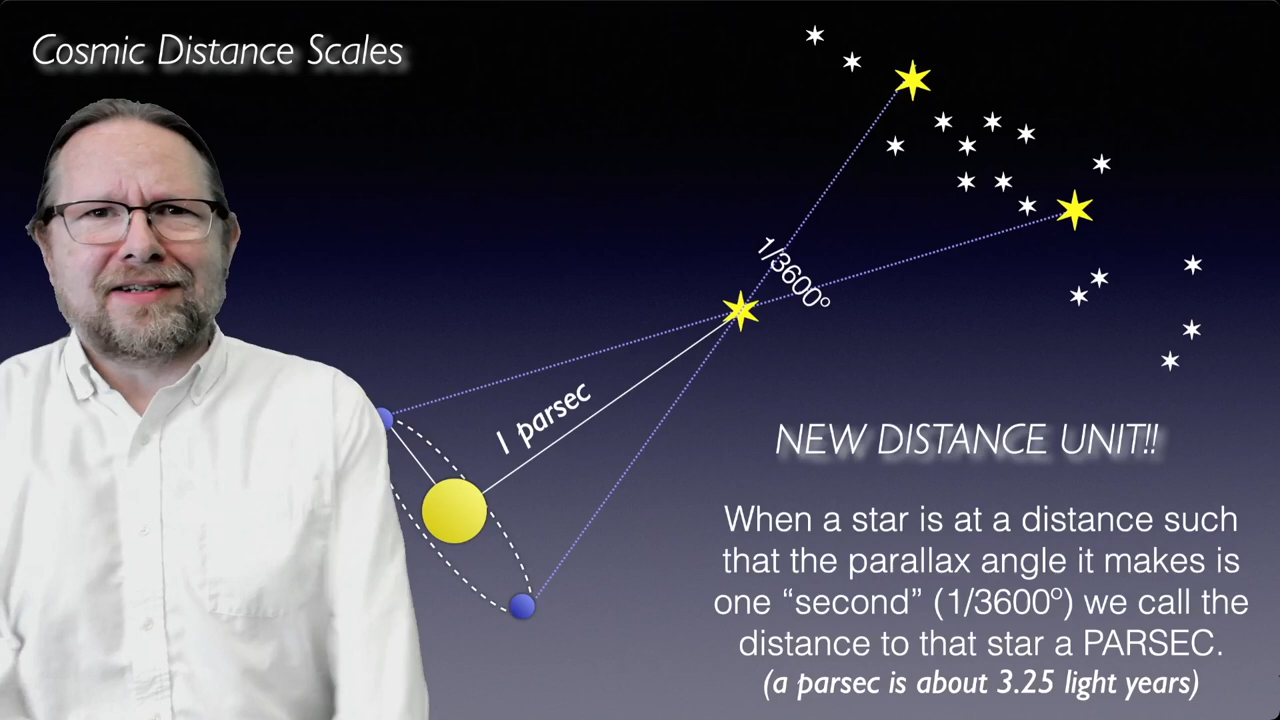 Cosmic Distance Scales
1/3600°
1 parsec
NEW DISTANCE UNIT!!
When a star is at a distance such
that the parallax angle it makes is
one “second” (1/3600º) we call the
distance to that star a PARSEC.
(a parsec is about 3.25 light years)